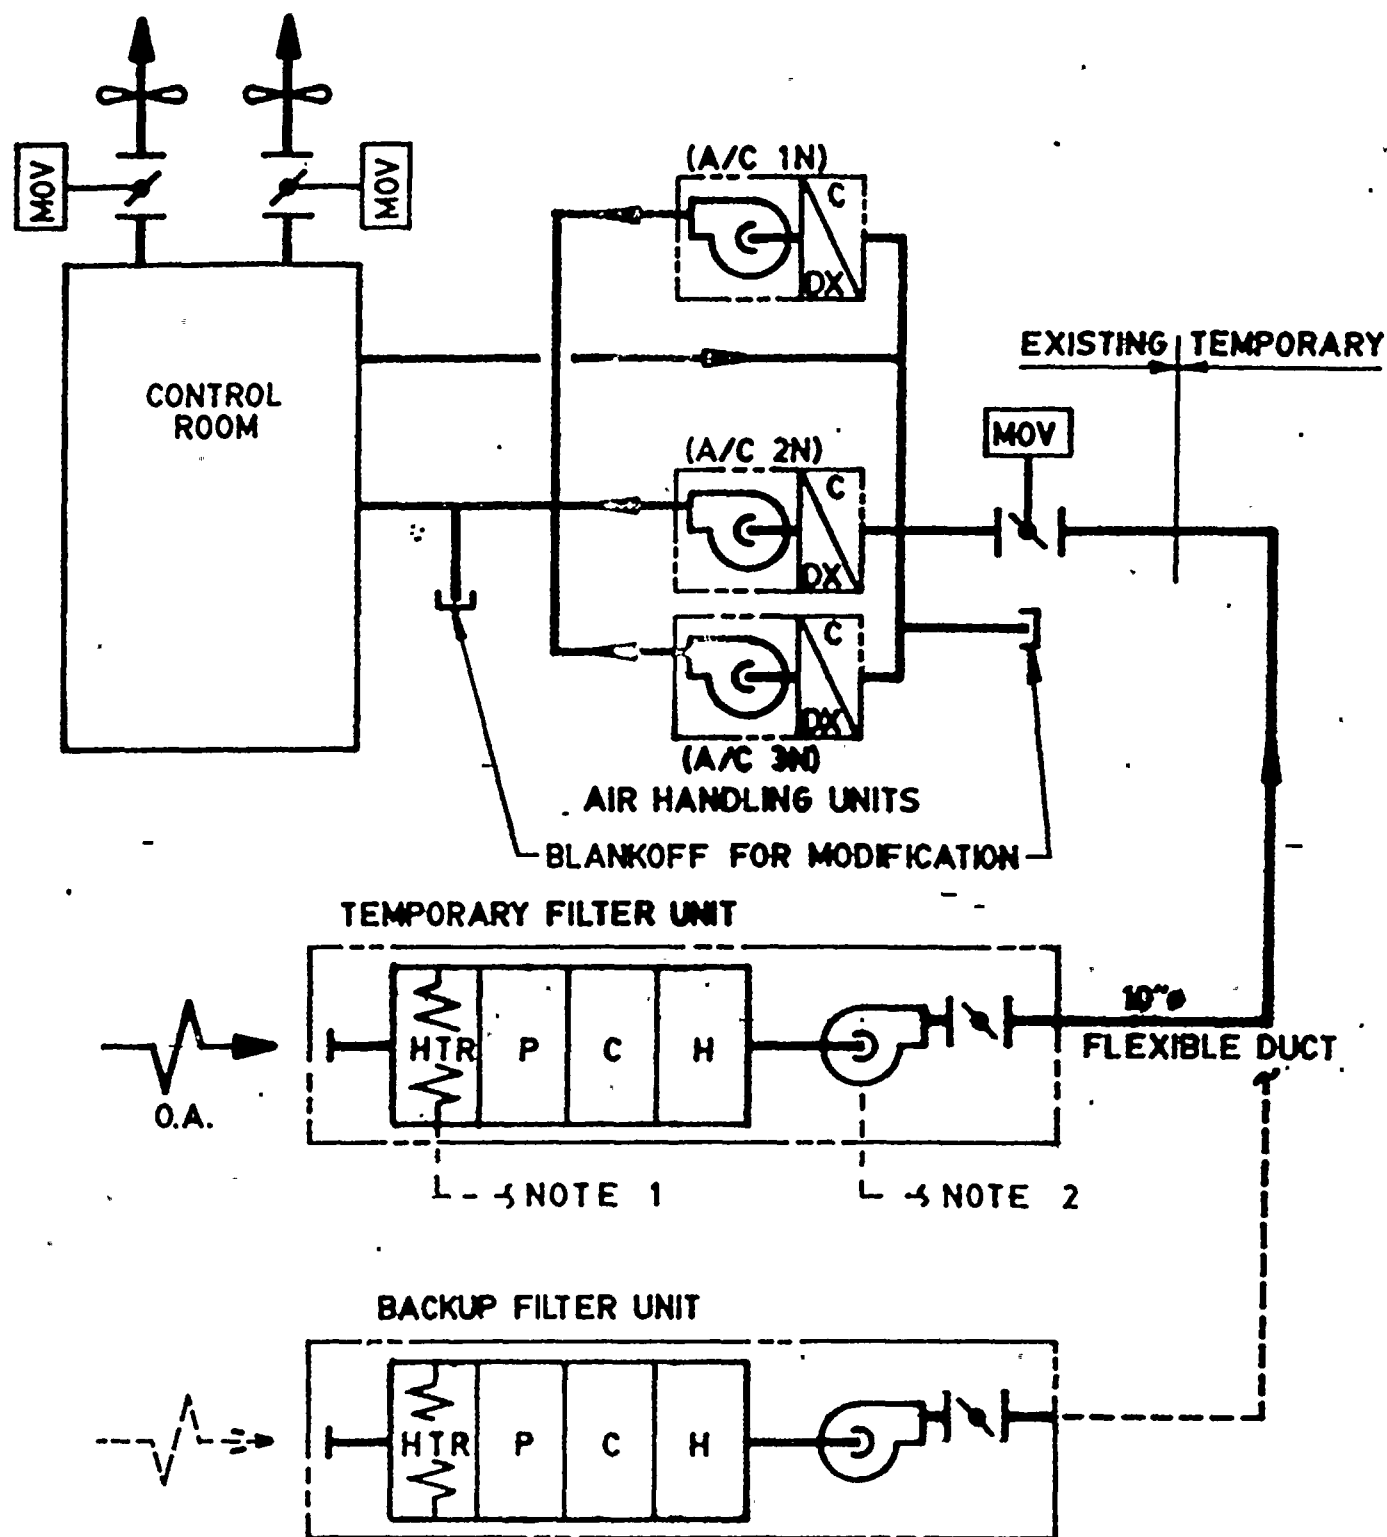 MOV
MOV
(A/C 1N)
C
DX
EXISTING TEMPORARY
CONTROL
ROOM
MOV
(A/C 2N)
C
DX
C
DX
(A/C 3N)
AIR HANDLING UNITS
BLANKOFF FOR MODIFICATION
TEMPORARY FILTER UNIT
10"ø
HTR P C H
FLEXIBLE DUCT
O.A.
NOTE 1
NOTE 2
BACKUP FILTER UNIT
HTR P C H